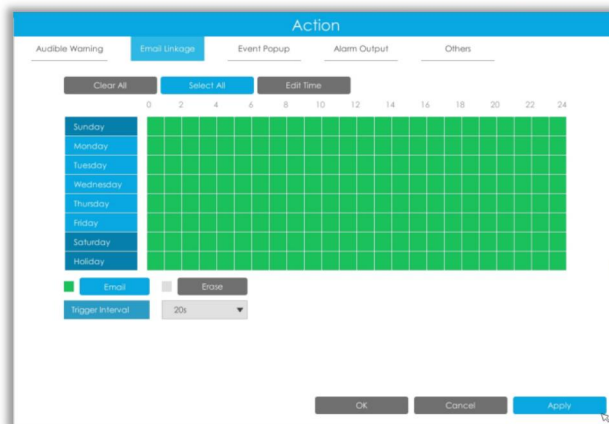 Action
Audible Warning Email Linkage Event Popup Alarm Output Others
Clear All Select All Edit Time
0 2 4 6 8 10 12 14 16 18 20 22 24
Sunday
Monday
Tuesday
Wednesday
Thursday
Friday
Saturday
Holiday
Email Erase
Trigger Interval 20s
OK Cancel Apply